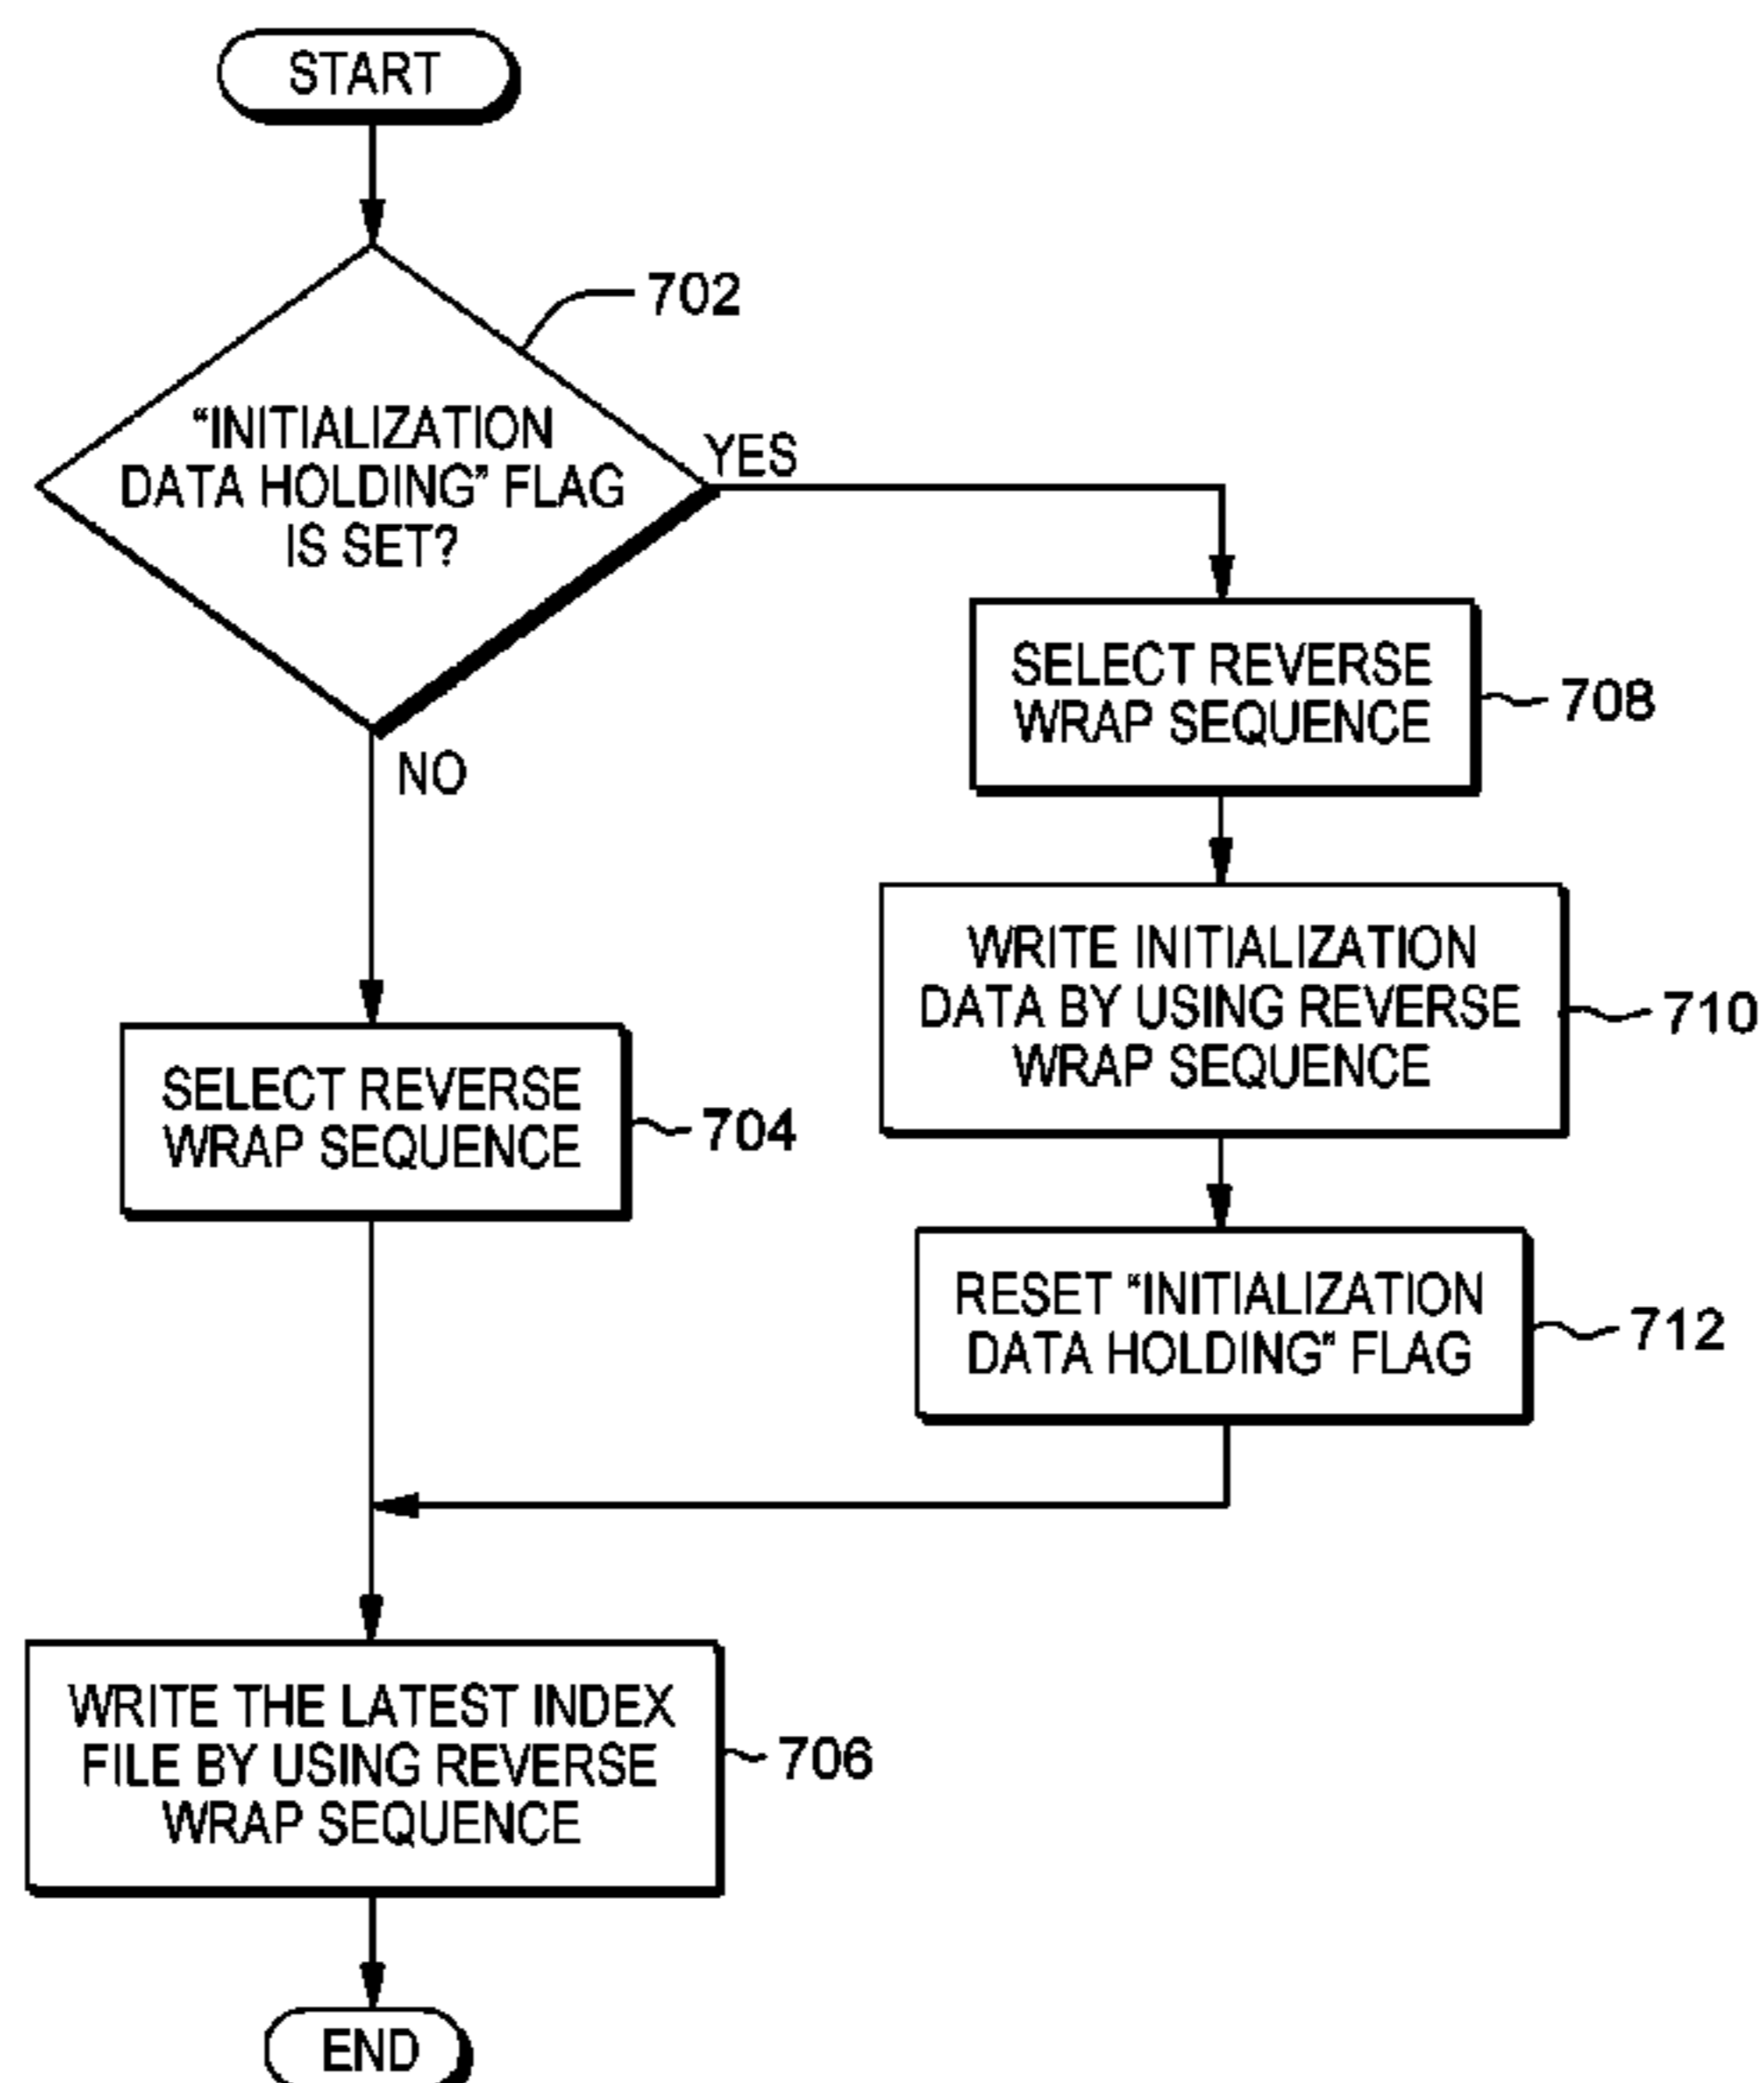 START
702
“INITIALIZATION
DATA HOLDING” FLAG
IS SET?
YES
NO
SELECT REVERSE
WRAP SEQUENCE
708
WRITE INITIALIZATION
DATA BY USING REVERSE
WRAP SEQUENCE
710
SELECT REVERSE
WRAP SEQUENCE
704
RESET “INITIALIZATION
DATA HOLDING” FLAG
712
WRITE THE LATEST INDEX
FILE BY USING REVERSE
WRAP SEQUENCE
706
END